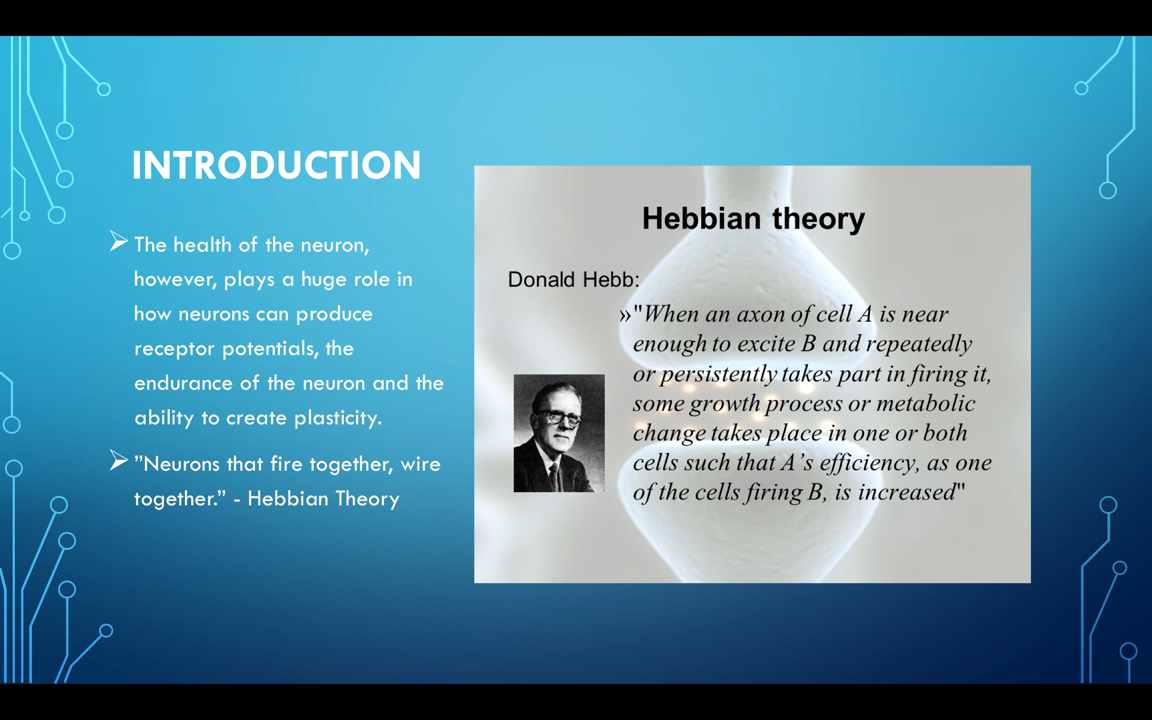 INTRODUCTION
The health of the neuron,
however, plays a huge role in
how neurons can produce
receptor potentials, the
endurance of the neuron and the
ability to create plasticity.
”Neurons that fire together, wire
together.” - Hebbian Theory
Hebbian theory
Donald Hebb:
»"When an axon of cell A is near
enough to excite B and repeatedly
or persistently takes part in firing it,
some growth process or metabolic
change takes place in one or both
cells such that A’s efficiency, as one
of the cells firing B, is increased"